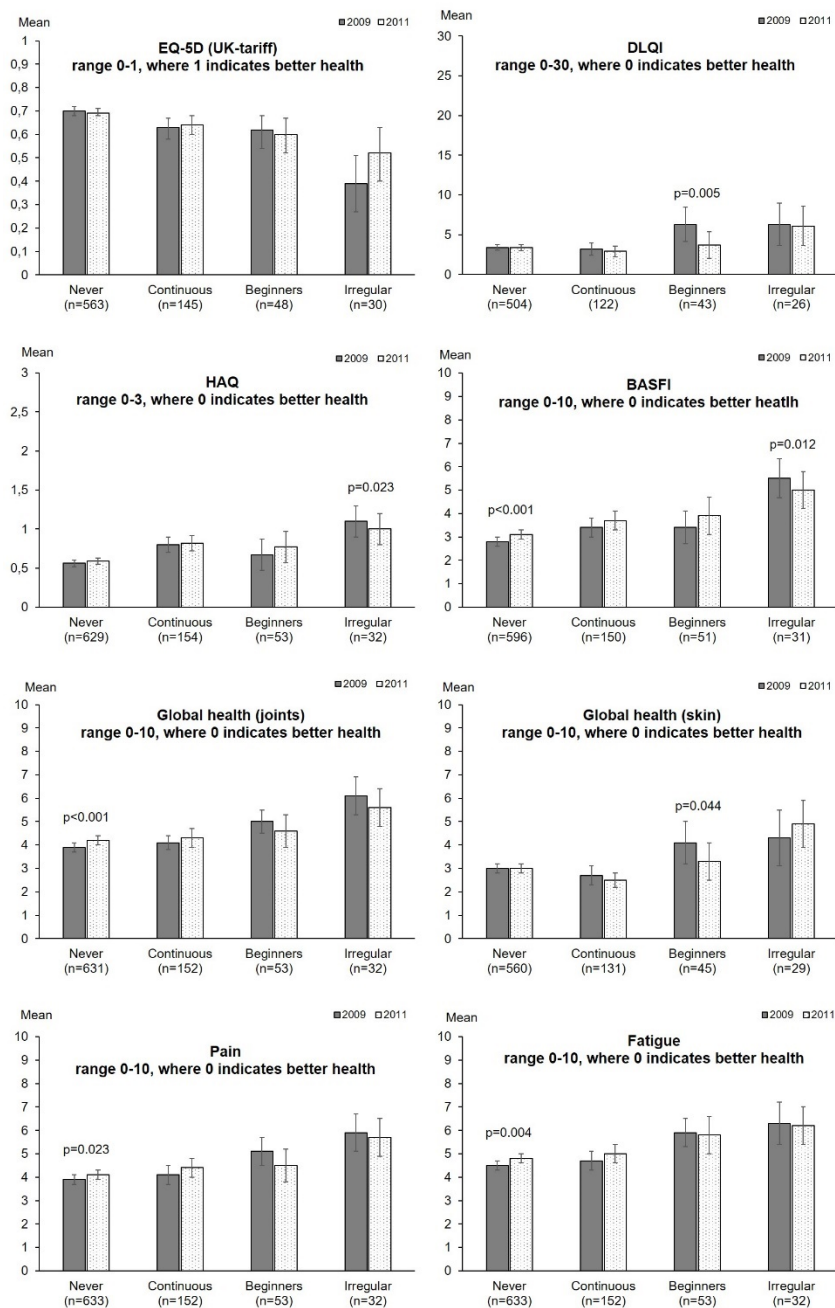 Mean
2009 2011
EQ-5D (UK-tariff)
range 0-1, where 1 indicates better health
1
0,9
0,8
0,7
0,6
0,5
0,4
0,3
0,2
0,1
0
Never Continuous Beginners Irregular
(n=563) (n=145) (n=48) (n=30)
Mean
2009 2011
DLQI
range 0-30, where 0 indicates better health
30
25
20
15
10
5
0
p=0.005
Never Continuous Beginners Irregular
(n=504) (122) (n=43) (n=26)
Mean
2009 2011
HAQ
range 0-3, where 0 indicates better health
3
2,5
2
1,5
1
0,5
0
p=0.023
Never Continuous Beginners Irregular
(n=629) (n=154) (n=53) (n=32)
Mean
2009 2011
BASFI
range 0-10, where 0 indicates better heatlh
10
9
8
7
6
5
4
3
2
1
0
p=0.012
p<0.001
Never Continuous Beginners Irregular
(n=596) (n=150) (n=51) (n=31)
Mean
2009 2011
Global health (joints)
range 0-10, where 0 indicates better health
10
9
8
7
6
5
4
3
2
1
0
p<0.001
Never Continuous Beginners Irregular
(n=631) (n=152) (n=53) (n=32)
Mean
2009 2011
Global health (skin)
range 0-10, where 0 indicates better health
10
9
8
7
6
5
4
3
2
1
0
p=0.044
Never Continuous Beginners Irregular
(n=560) (n=131) (n=45) (n=29)
Mean
2009 2011
Pain
range 0-10, where 0 indicates better health
10
9
8
7
6
5
4
3
2
1
0
p=0.023
Never Continuous Beginners Irregular
(n=633) (n=152) (n=53) (n=32)
Mean
2009 2011
Fatigue
range 0-10, where 0 indicates better health
10
9
8
7
6
5
4
3
2
1
0
p=0.004
Never Continuous Beginners Irregular
(n=633) (n=152) (n=53) (n=32)